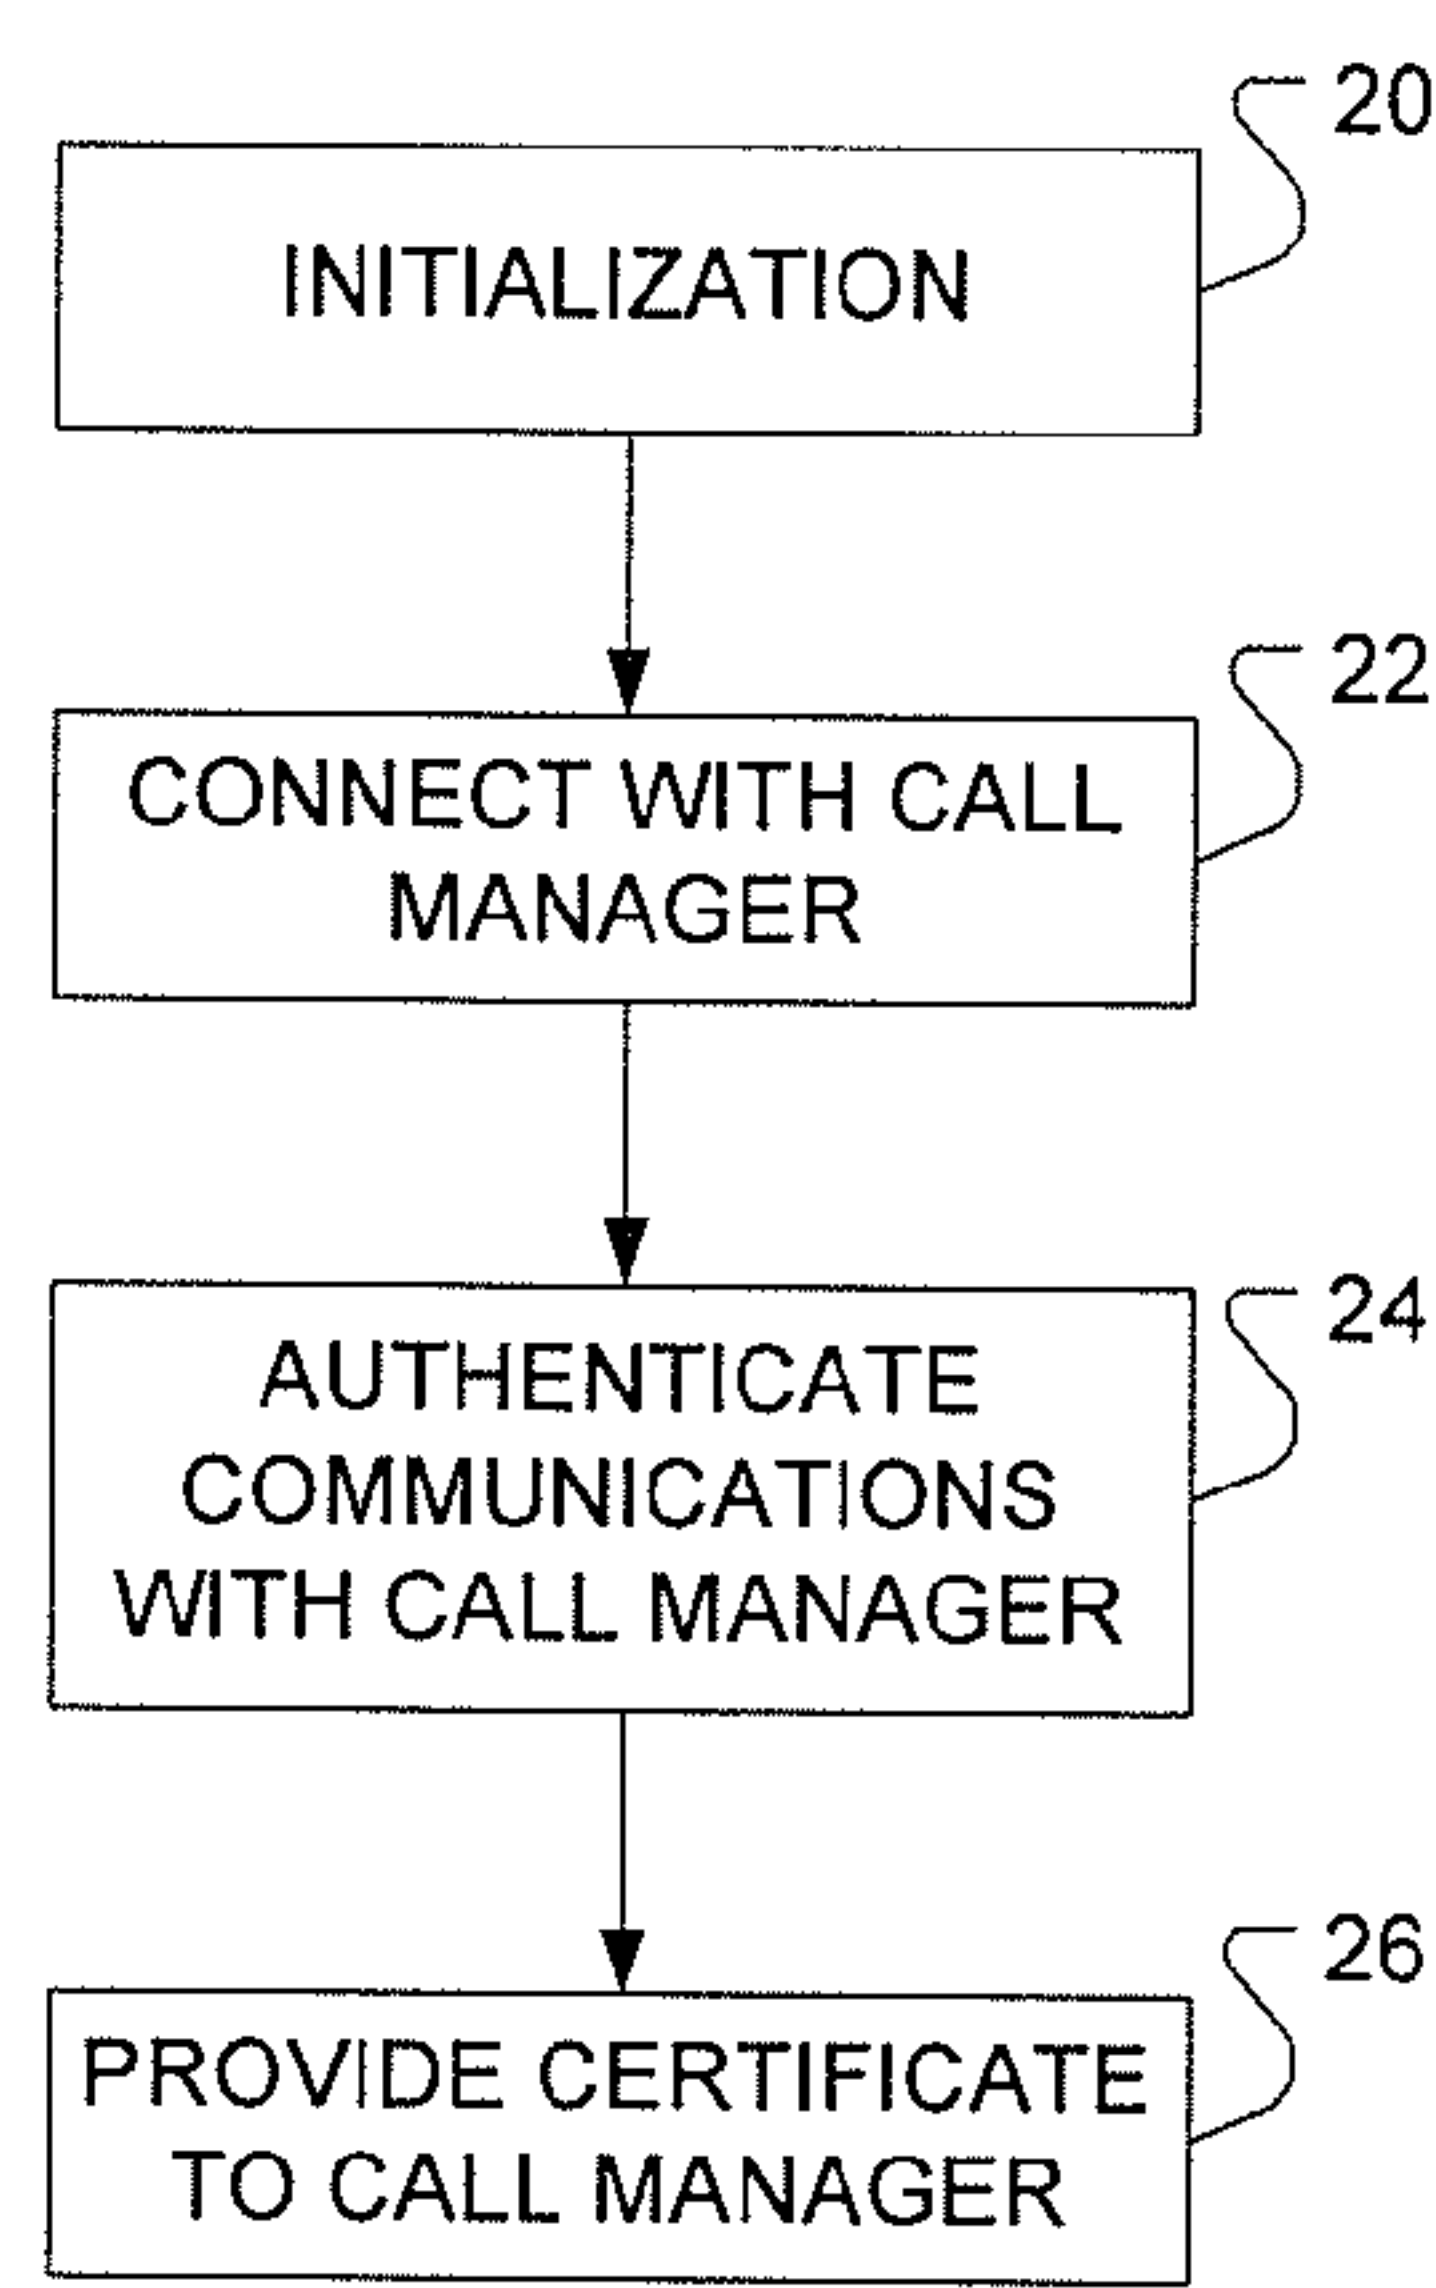 20
INITIALIZATION
22
CONNECT WITH CALL
MANAGER
24
AUTHENTICATE
COMMUNICATIONS
WITH CALL MANAGER
26
PROVIDE CERTIFICATE
TO CALL MANAGER